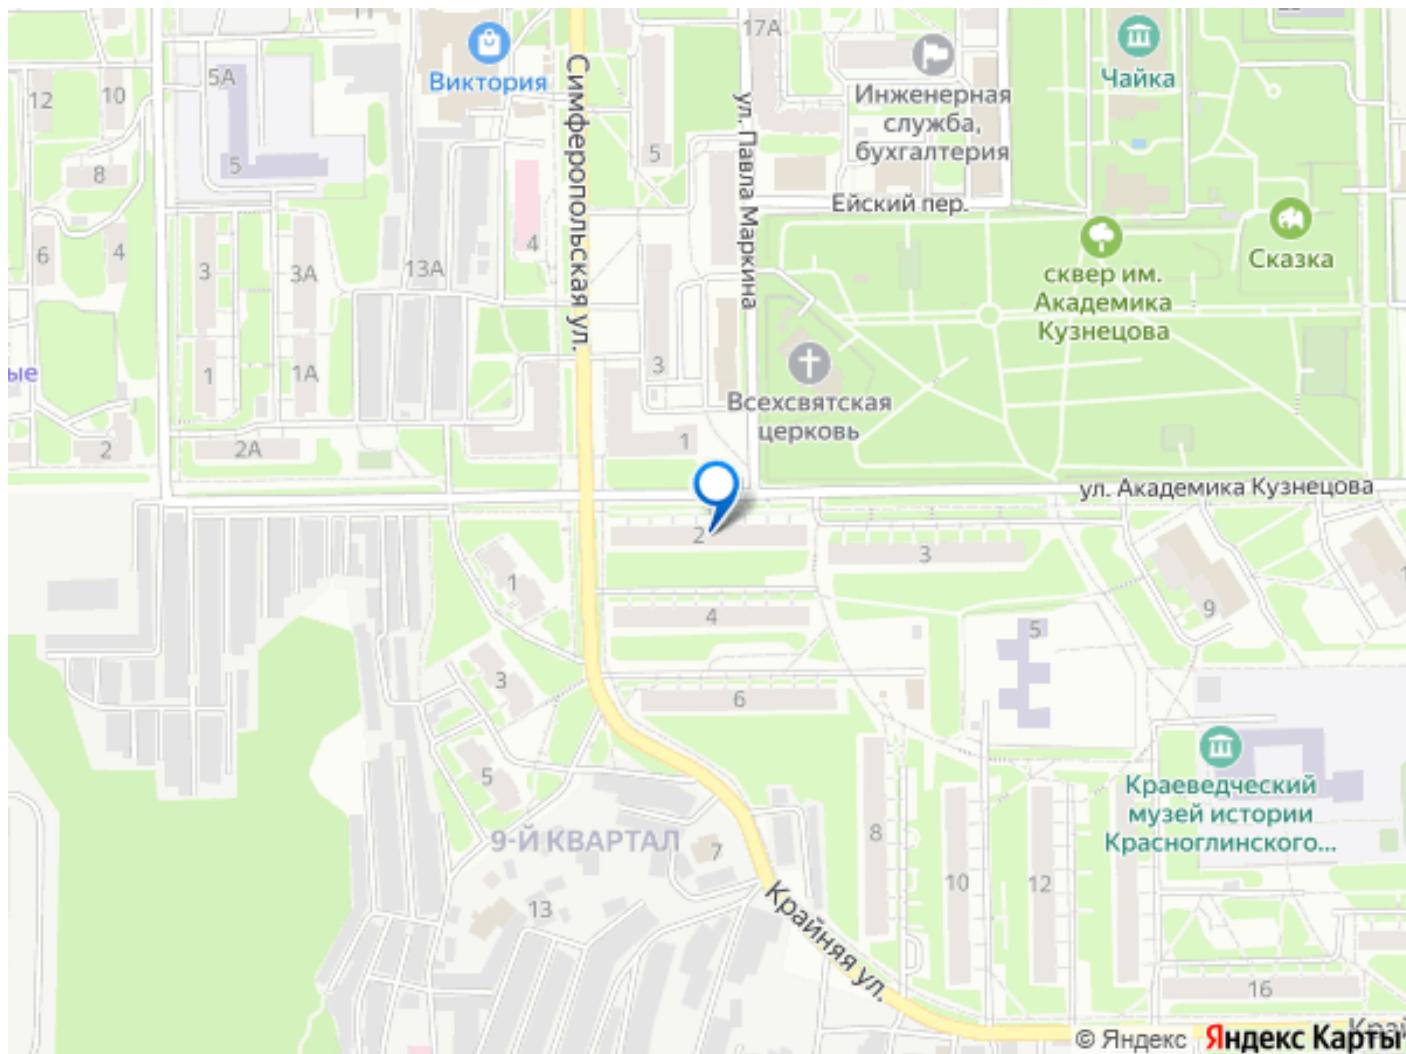 17А
Виктория
5А
12
10
Чайка
Инженерная
служба,
бухгалтерия
5
5
8
ул. Павла Маркина
Симферопольская ул.
Ейский пер.
4
6
4
3
3А
13А
Сказка
сквер им.
Академика
Кузнецова
3
ые
1
1А
Всехсвятская
церковь
2
2А
1
ул. Академика Кузнецова
2
3
1
4
9
5
3
6
5
Краеведческий
музей истории
Красноглинского...
9-Й КВАРТАЛ
7
8
10
12
13
Крайняя ул.
16
© Яндекс
Яндекс Карты